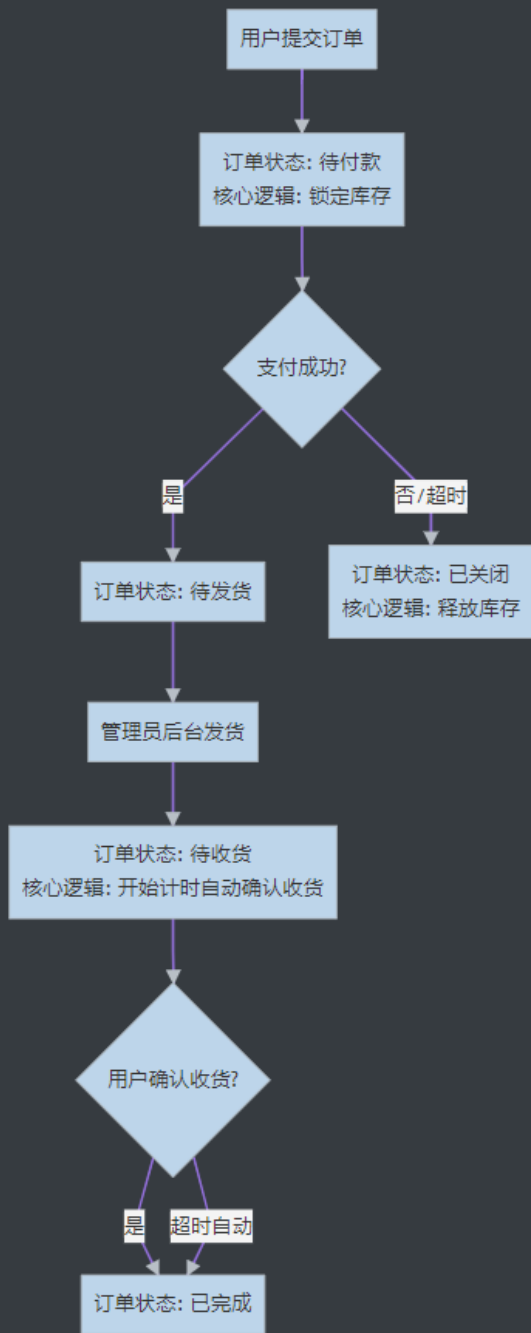 用户提交订单
订单状态: 待付款
核心逻辑: 锁定库存
支付成功?
是
否/超时
订单状态: 待发货
订单状态: 已关闭
核心逻辑: 释放库存
管理员后台发货
订单状态: 待收货
核心逻辑: 开始计时自动确认收货
用户确认收货?
是
超时自动
订单状态: 已完成